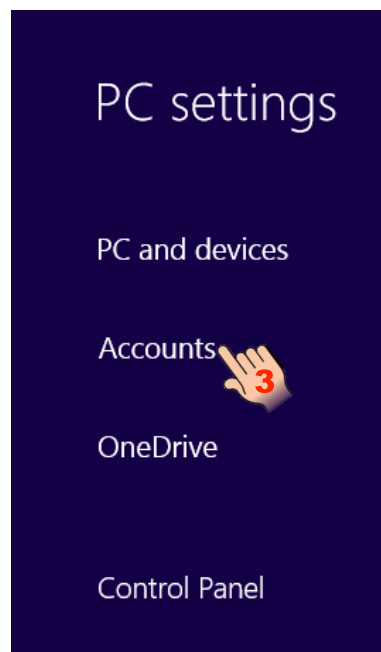 PC settings
PC and devices
Accounts
3
OneDrive
Control Panel